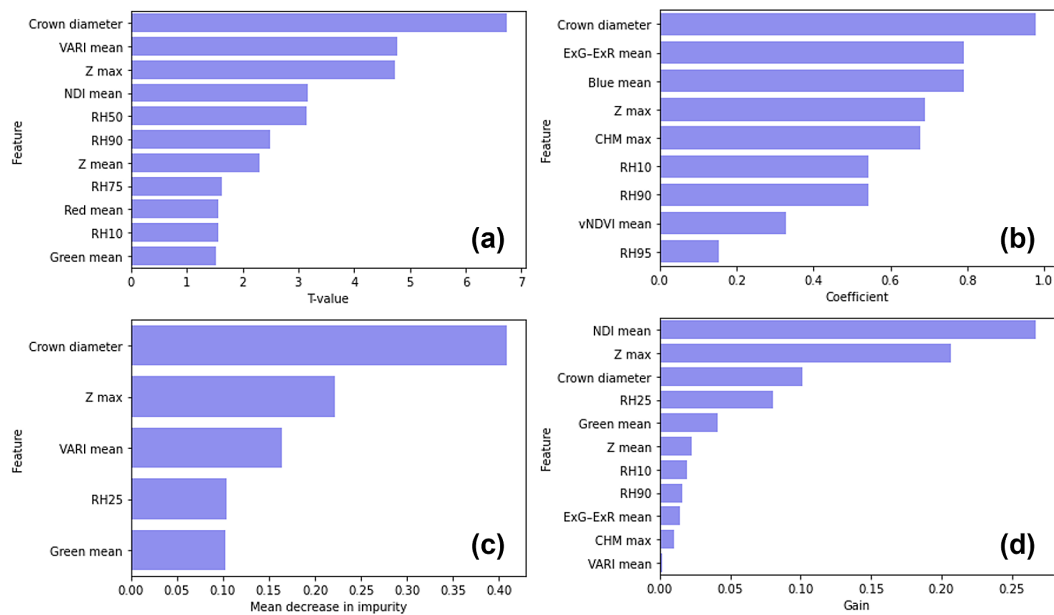 Feature
Crown diameter
VARI mean
Z max
NDI mean
RH50
RH90
Z mean
RH75
Red mean
RH10
Green mean
0 1 2 3 4 5 6 7
T-value
(a)
Feature
Crown diameter
ExG–ExR mean
Blue mean
Z max
CHM max
RH10
RH90
vNDVI mean
RH95
0.0 0.2 0.4 0.6 0.8 1.0
Coefficient
(b)
Feature
Crown diameter
Z max
VARI mean
RH25
Green mean
0.00 0.05 0.10 0.15 0.20 0.25 0.30 0.35 0.40
Mean decrease in impurity
(c)
Feature
NDI mean
Z max
Crown diameter
RH25
Green mean
Z mean
RH10
RH90
ExG–ExR mean
CHM max
VARI mean
0.00 0.05 0.10 0.15 0.20 0.25
Gain
(d)